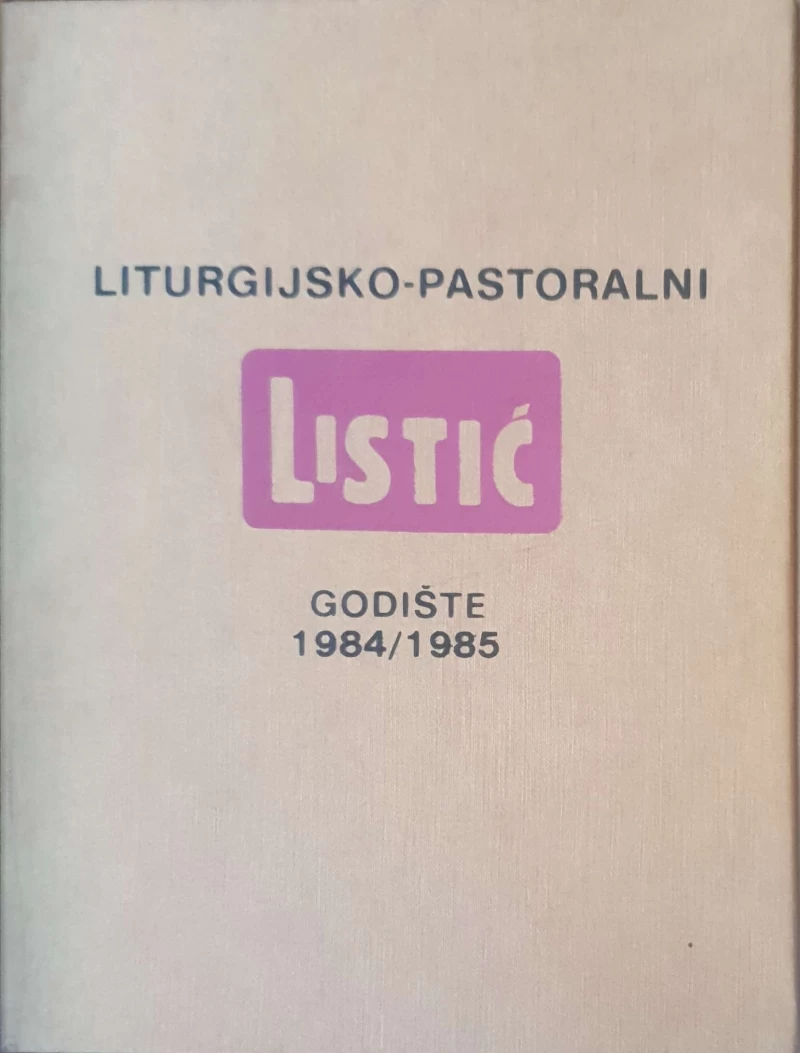 LITURGIJSKO-PASTORALNI
LISTIĆ
GODIŠTE
1984/1985